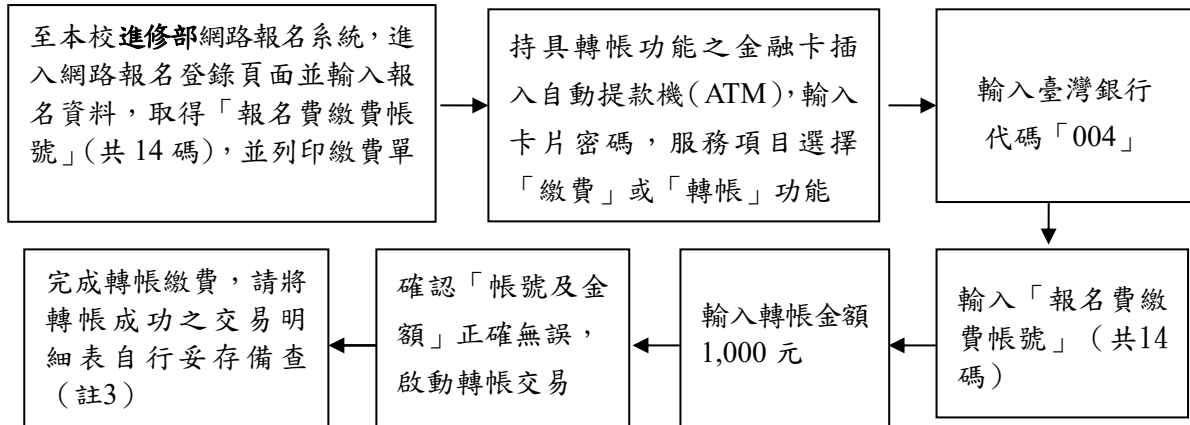 至本校進修部網路報名系統，進
入網路報名登錄頁面並輸入報
名資料，取得「報名費繳費帳
號」(共 14 碼)，並列印繳費單
持具轉帳功能之金融卡插
入自動提款機(ATM)，輸入
卡片密碼，服務項目選擇
「繳費」或「轉帳」功能
輸入臺灣銀行
代碼「004」
輸入「報名費繳
費帳號」（共14
碼）
輸入轉帳金額
1,000 元
確認「帳號及金
額」正確無誤，
啟動轉帳交易
完成轉帳繳費，請將
轉帳成功之交易明
細表自行妥存備查
（註3）